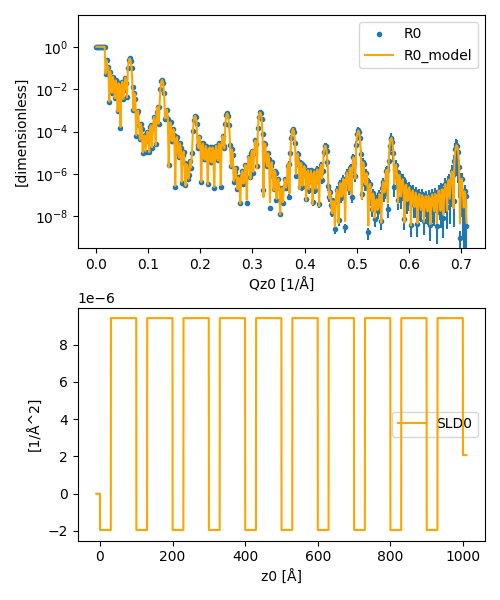 R0
R0_model
[dimensionless]
10⁰
10⁻²
10⁻⁴
10⁻⁶
10⁻⁸
0.0 0.1 0.2 0.3 0.4 0.5 0.6 0.7
Qz0 [1/Å]
1e−6
SLD0
[1/Å^2]
8
6
4
2
0
−2
0 200 400 600 800 1000
z0 [Å]